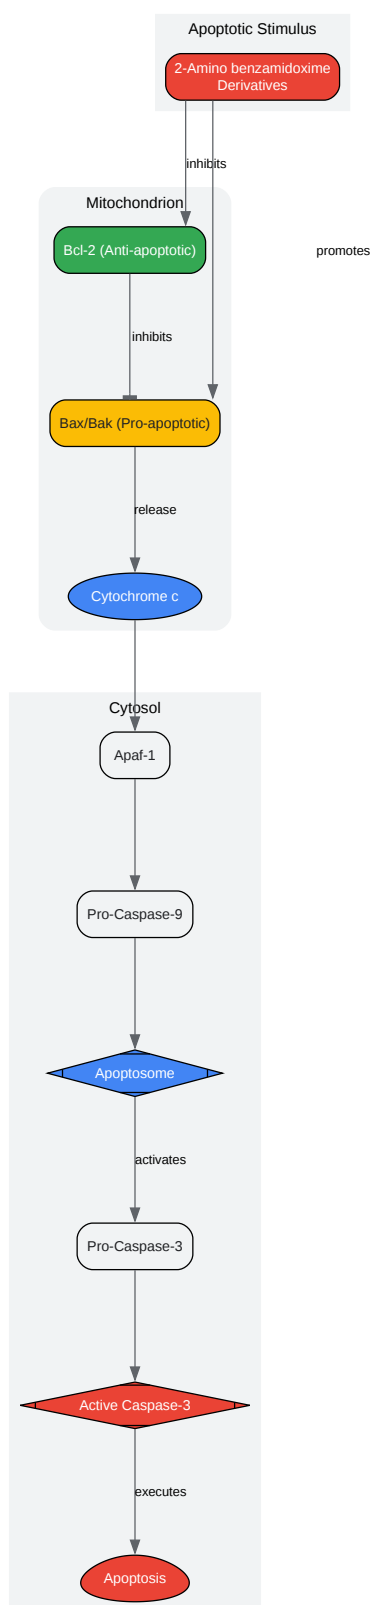 Apoptotic Stimulus
2-Amino benzamidoxime
Derivatives
inhibits
Mitochondrion
Bcl-2 (Anti-apoptotic)
promotes
inhibits
Bax/Bak (Pro-apoptotic)
release
Cytochrome c
Cytosol
Apaf-1
Pro-Caspase-9
Apoptosome
activates
Pro-Caspase-3
Active Caspase-3
executes
Apoptosis